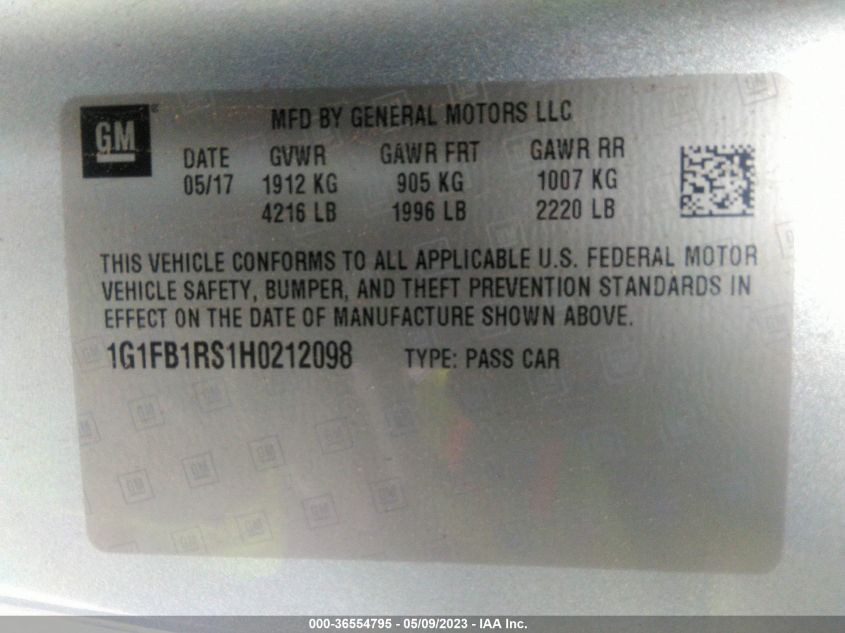 GM
MFD BY GENERAL MOTORS LLC
DATE GVWR GAWR FRT GAWR RR
05/17 1912 KG 905 KG 1007 KG
4216 LB 1996 LB 2220 LB
THIS VEHICLE CONFORMS TO ALL APPLICABLE U.S. FEDERAL MOTOR
VEHICLE SAFETY, BUMPER, AND THEFT PREVENTION STANDARDS IN
EFFECT ON THE DATE OF MANUFACTURE SHOWN ABOVE.
1G1FB1RS1H0212098 TYPE: PASS CAR
000-36554795 - 05/09/2023 - IAA Inc.